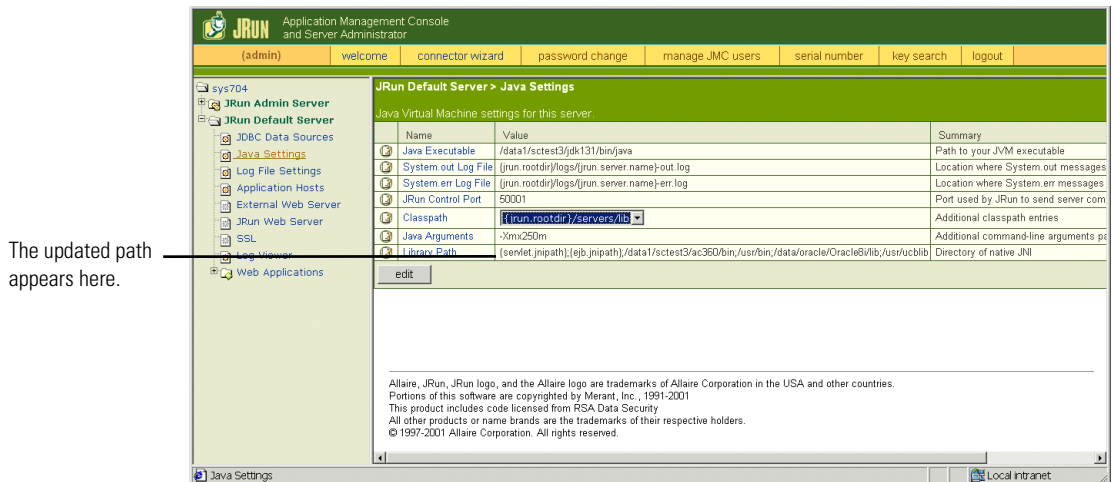 JRUN
Application Management Console
and Server Administrator
(admin) welcome connector wizard password change manage JMC users serial number key search logout
sys704
JRun Admin Server
JRun Default Server
JDBC Data Sources
Java Settings
Log File Settings
Application Hosts
External Web Server
JRun Web Server
SSL
Log Viewer
Web Applications
JRun Default Server > Java Settings
Java Virtual Machine settings for this server.
Name Value Summary
Java Executable /data1/sctest3/jdk131/bin/java Path to your JVM executable
System.out Log File {jrun.rootdir}/logs/{jrun.server.name}-out.log Location where System.out messages
System.err Log File {jrun.rootdir}/logs/{jrun.server.name}-err.log Location where System.err messages
JRun Control Port 50001 Port used by JRun to send server com
Classpath {jrun.rootdir}/servers/lib Additional classpath entries
Java Arguments -Xmx250m Additional command-line arguments pa
Library Path {servlet.jnipath};{ejb.jnipath};/data1/sctest3/ac360/bin;/usr/bin;/data/oracle/Oracle8i/lib;/usr/ucblib Directory of native JNI
edit
The updated path
appears here.
Allaire, JRun, JRun logo, and the Allaire logo are trademarks of Allaire Corporation in the USA and other countries.
Portions of this software are copyrighted by Merant, Inc., 1991-2001
This product includes code licensed from RSA Data Security
All other products or name brands are the trademarks of their respective holders.
© 1997-2001 Allaire Corporation. All rights reserved.
Java Settings Local intranet